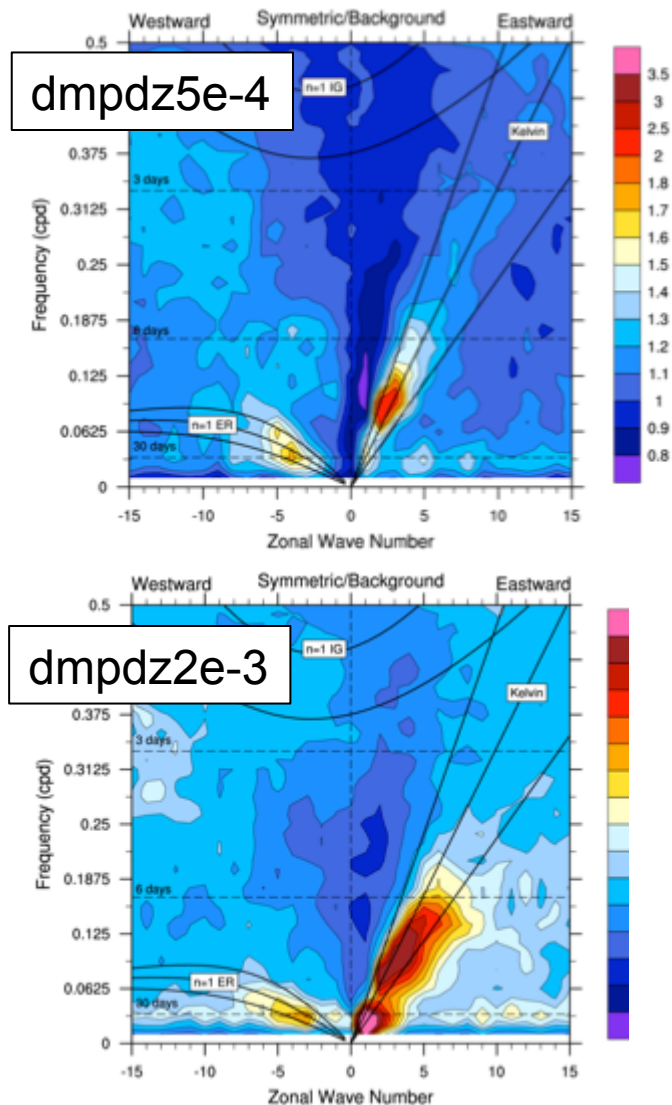 Westward Symmetric/Background Eastward
0.5
dmpdz5e-4
n=1 IG
Kelvin
0.375
3 days
0.3125
0.25
0.1875
6 days
0.125
0.0625
n=1 ER
30 days
0
Frequency (cpd)
-15 -10 -5 0 5 10 15
Zonal Wave Number
3.5
3
2.5
2
1.9
1.8
1.7
1.6
1.5
1.4
1.3
1.2
1.1
1
0.9
0.8
Westward Symmetric/Background Eastward
0.5
dmpdz2e-3
n=1 IG
Kelvin
0.375
3 days
0.3125
0.25
0.1875
6 days
0.125
0.0625
n=1 ER
30 days
0
Frequency (cpd)
-15 -10 -5 0 5 10 15
Zonal Wave Number